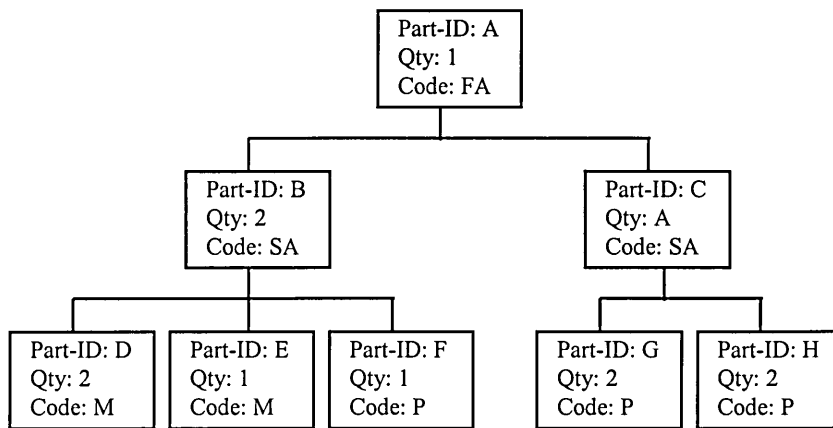 Part-ID: A
Qty: 1
Code: FA
Part-ID: B
Qty: 2
Code: SA
Part-ID: C
Qty: A
Code: SA
Part-ID: D
Qty: 2
Code: M
Part-ID: E
Qty: 1
Code: M
Part-ID: F
Qty: 1
Code: P
Part-ID: G
Qty: 2
Code: P
Part-ID: H
Qty: 2
Code: P